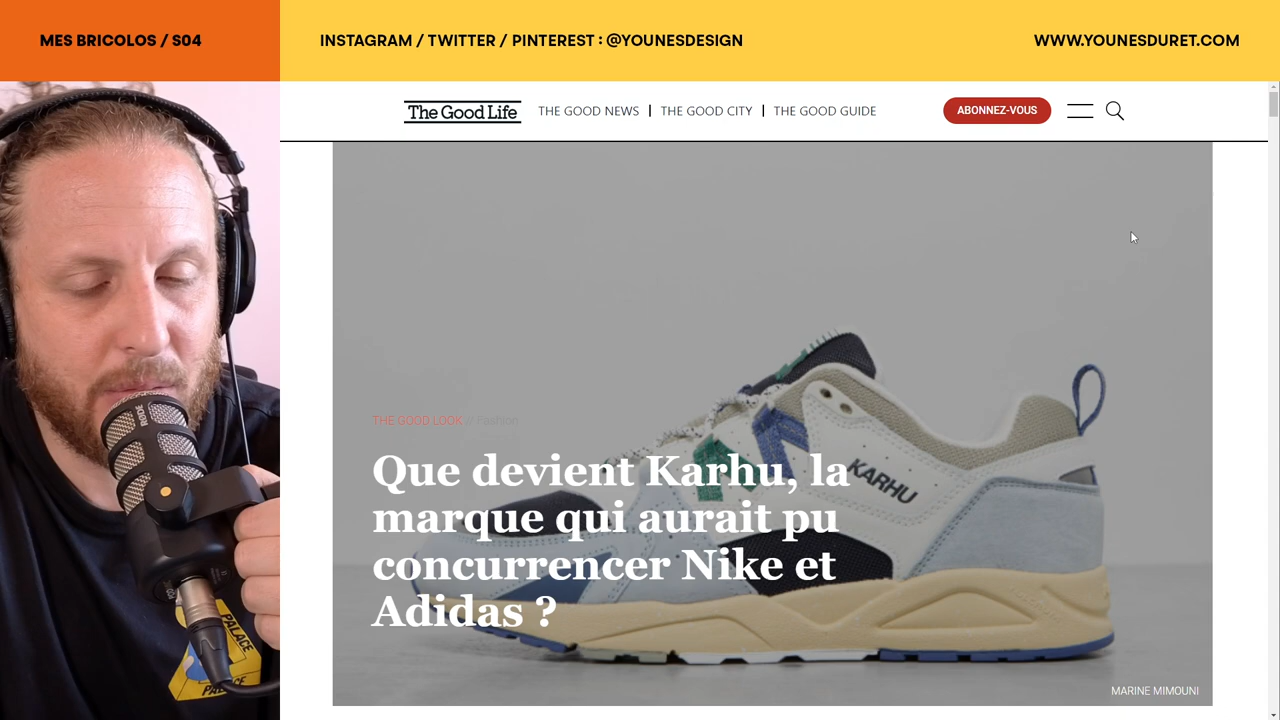 MES BRICOLOS / S04
INSTAGRAM / TWITTER / PINTEREST : @YOUNESDESIGN
WWW.YOUNESDURET.COM
The Good Life
THE GOOD NEWS
THE GOOD CITY
THE GOOD GUIDE
ABONNEZ-VOUS
THE GOOD LOOK // Fashion
KARHU
Que devient Karhu, la
marque qui aurait pu
concurrencer Nike et
Adidas ?
RODE
PALACE
MARINE MIMOUNI